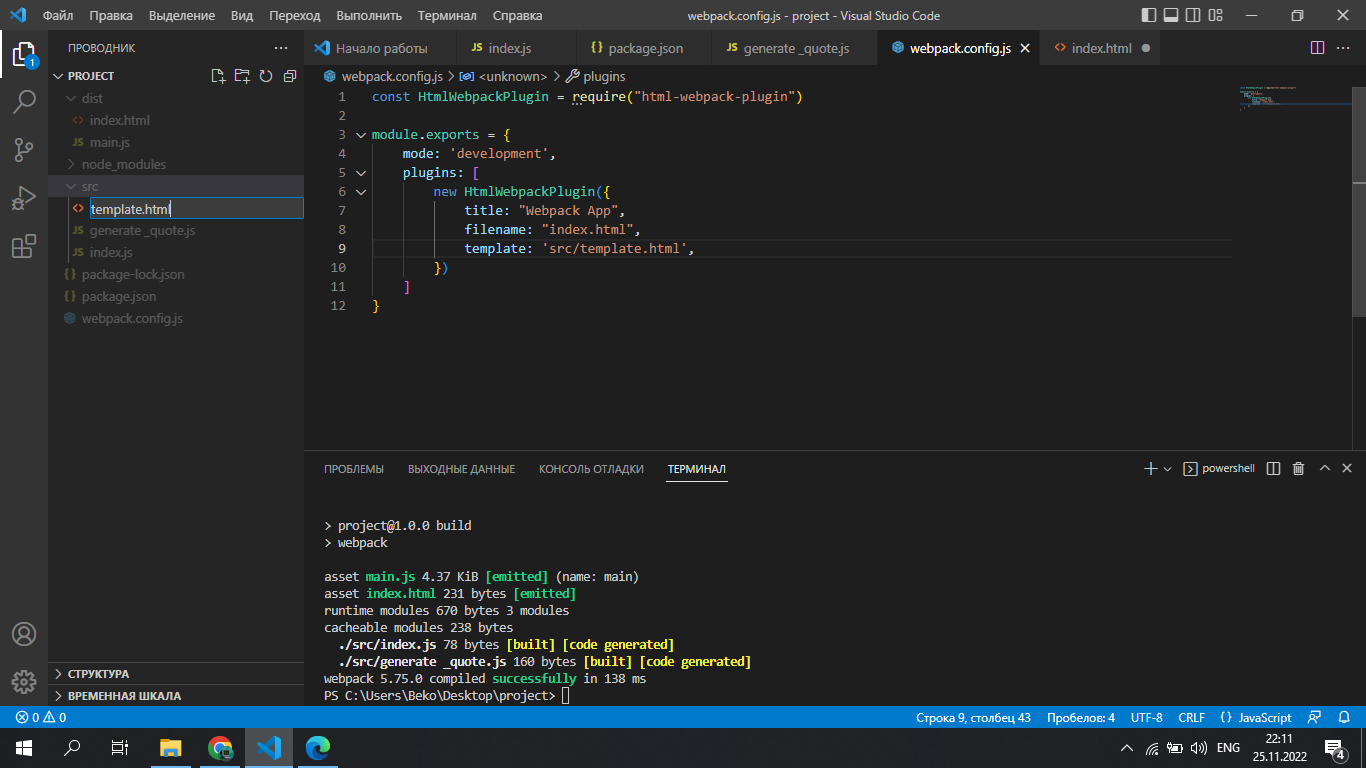 Файл Правка Выделение Вид Переход Выполнить Терминал Справка webpack.config.js - project - Visual Studio Code
ПРОВОДНИК
Начало работы JS index.js {} package.json JS generate _quote.js webpack.config.js index.html
1
PROJECT
webpack.config.js > <unknown> > plugins
dist
index.html
JS main.js
node_modules
src
template.html
JS generate _quote.js
JS index.js
{} package-lock.json
{} package.json
webpack.config.js
1 const HtmlWebpackPlugin = require("html-webpack-plugin")
2
3 module.exports = {
4 mode: 'development',
5 plugins: [
6 new HtmlWebpackPlugin({
7 title: "Webpack App",
8 filename: "index.html",
9 template: 'src/template.html',
10 })
11 ]
12 }
ПРОБЛЕМЫ ВЫХОДНЫЕ ДАННЫЕ КОНСОЛЬ ОТЛАДКИ ТЕРМИНАЛ powershell
> project@1.0.0 build
> webpack
asset main.js 4.37 KiB [emitted] (name: main)
asset index.html 231 bytes [emitted]
runtime modules 670 bytes 3 modules
cacheable modules 238 bytes
./src/index.js 78 bytes [built] [code generated]
./src/generate _quote.js 160 bytes [built] [code generated]
webpack 5.75.0 compiled successfully in 138 ms
PS C:\Users\Beko\Desktop\project>
СТРУКТУРА
ВРЕМЕННАЯ ШКАЛА
0 0 Строка 9, столбец 43 Пробелов: 4 UTF-8 CRLF {} JavaScript
ENG 22:11
25.11.2022
4